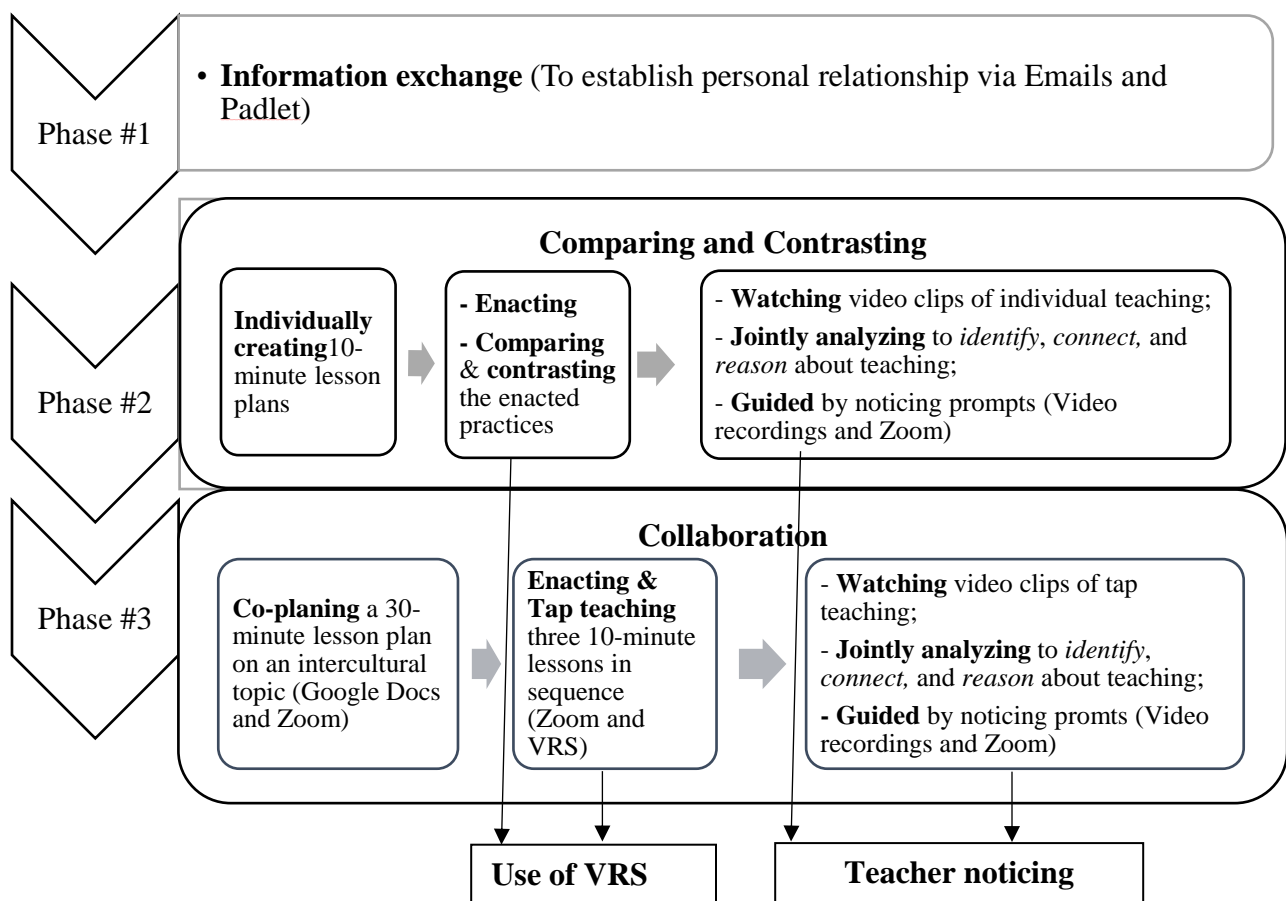 Phase #1
• Information exchange (To establish personal relationship via Emails and
Padlet)
Phase #2
Comparing and Contrasting
Individually
creating10-
minute lesson
plans
- Enacting
- Comparing
& contrasting
the enacted
practices
- Watching video clips of individual teaching;
- Jointly analyzing to identify, connect, and
reason about teaching;
- Guided by noticing prompts (Video
recordings and Zoom)
Phase #3
Collaboration
Co-planing a 30-
minute lesson plan
on an intercultural
topic (Google Docs
and Zoom)
Enacting &
Tap teaching
three 10-minute
lessons in
sequence
(Zoom and
VRS)
- Watching video clips of tap
teaching;
- Jointly analyzing to identify,
connect, and reason about teaching;
- Guided by noticing promts (Video
recordings and Zoom)
Use of VRS
Teacher noticing